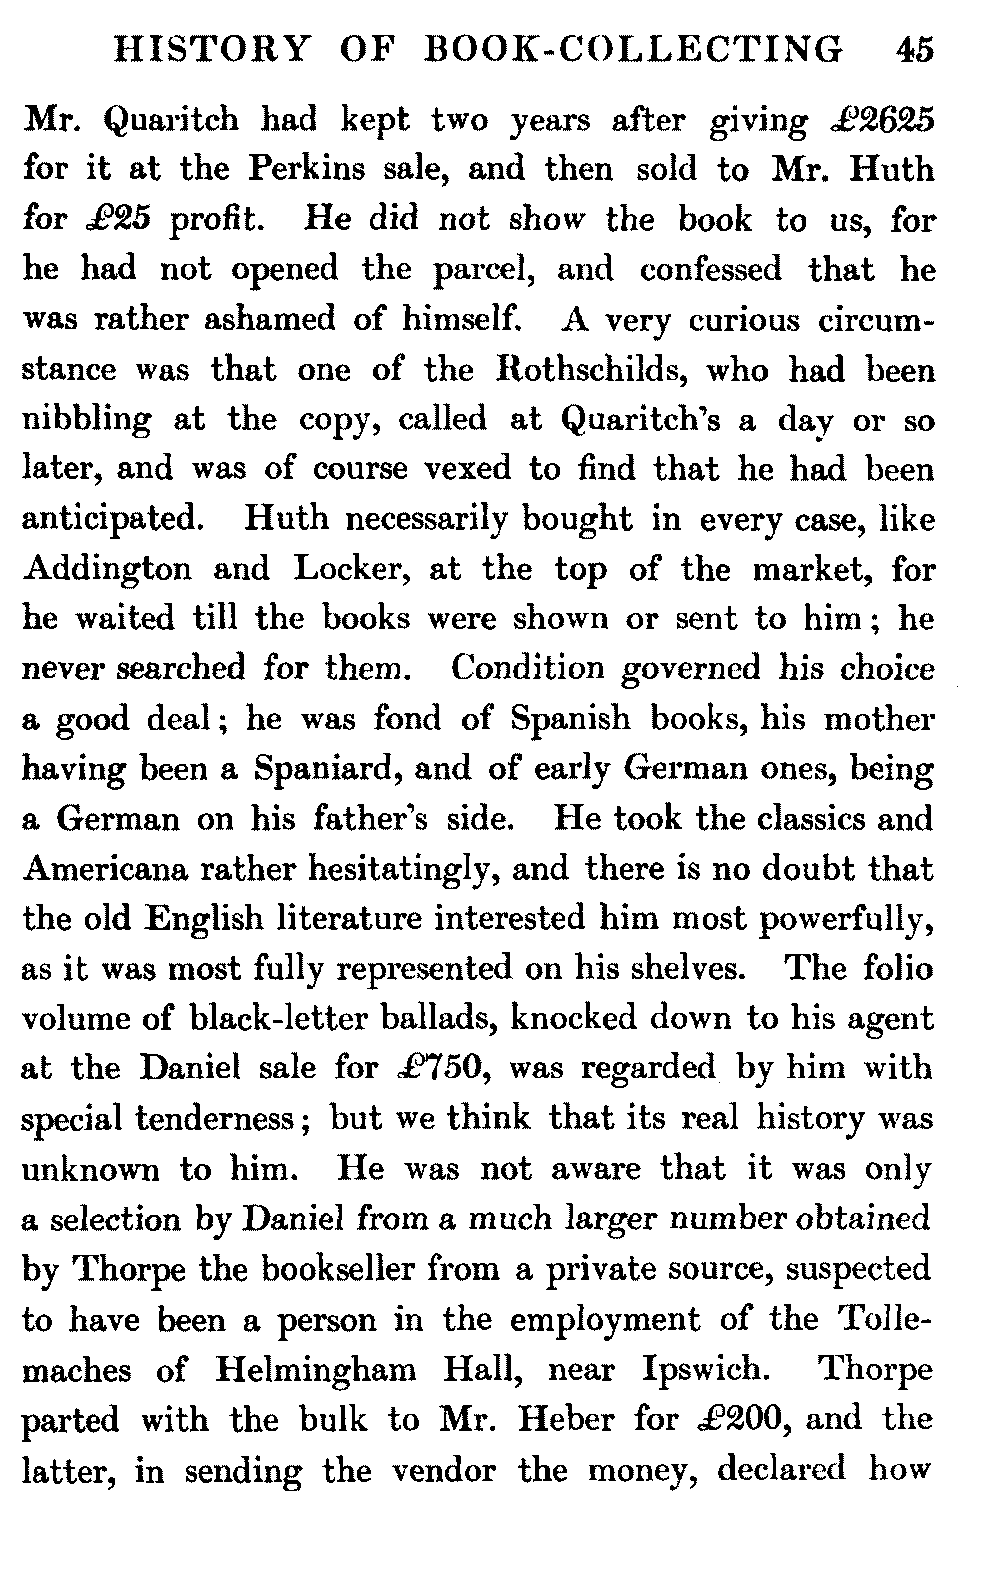 HISTORY OF BOOK-COLLECTING 45
Mr. Quaritch had kept two years after giving £2625
for it at the Perkins sale, and then sold to Mr. Huth
for £25 profit. He did not show the book to us, for
he had not opened the parcel, and confessed that he
was rather ashamed of himself. A very curious circum-
stance was that one of the Rothschilds, who had been
nibbling at the copy, called at Quaritch's a day or so
later, and was of course vexed to find that he had been
anticipated. Huth necessarily bought in every case, like
Addington and Locker, at the top of the market, for
he waited till the books were shown or sent to him; he
never searched for them. Condition governed his choice
a good deal; he was fond of Spanish books, his mother
having been a Spaniard, and of early German ones, being
a German on his father's side. He took the classics and
Americana rather hesitatingly, and there is no doubt that
the old English literature interested him most powerfully,
as it was most fully represented on his shelves. The folio
volume of black-letter ballads, knocked down to his agent
at the Daniel sale for £750, was regarded by him with
special tenderness; but we think that its real history was
unknown to him. He was not aware that it was only
a selection by Daniel from a much larger number obtained
by Thorpe the bookseller from a private source, suspected
to have been a person in the employment of the Tolle-
maches of Helmingham Hall, near Ipswich. Thorpe
parted with the bulk to Mr. Heber for £200, and the
latter, in sending the vendor the money, declared how